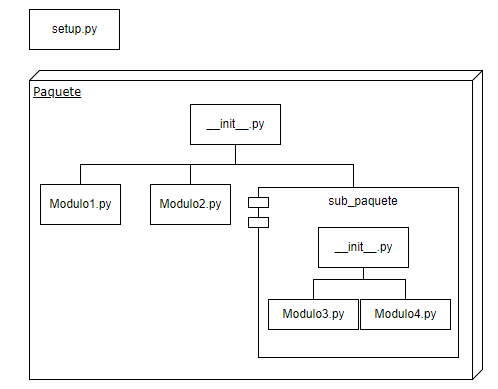 setup.py
Paquete
__init__.py
Modulo1.py
Modulo2.py
sub_paquete
__init__.py
Modulo3.py
Modulo4.py